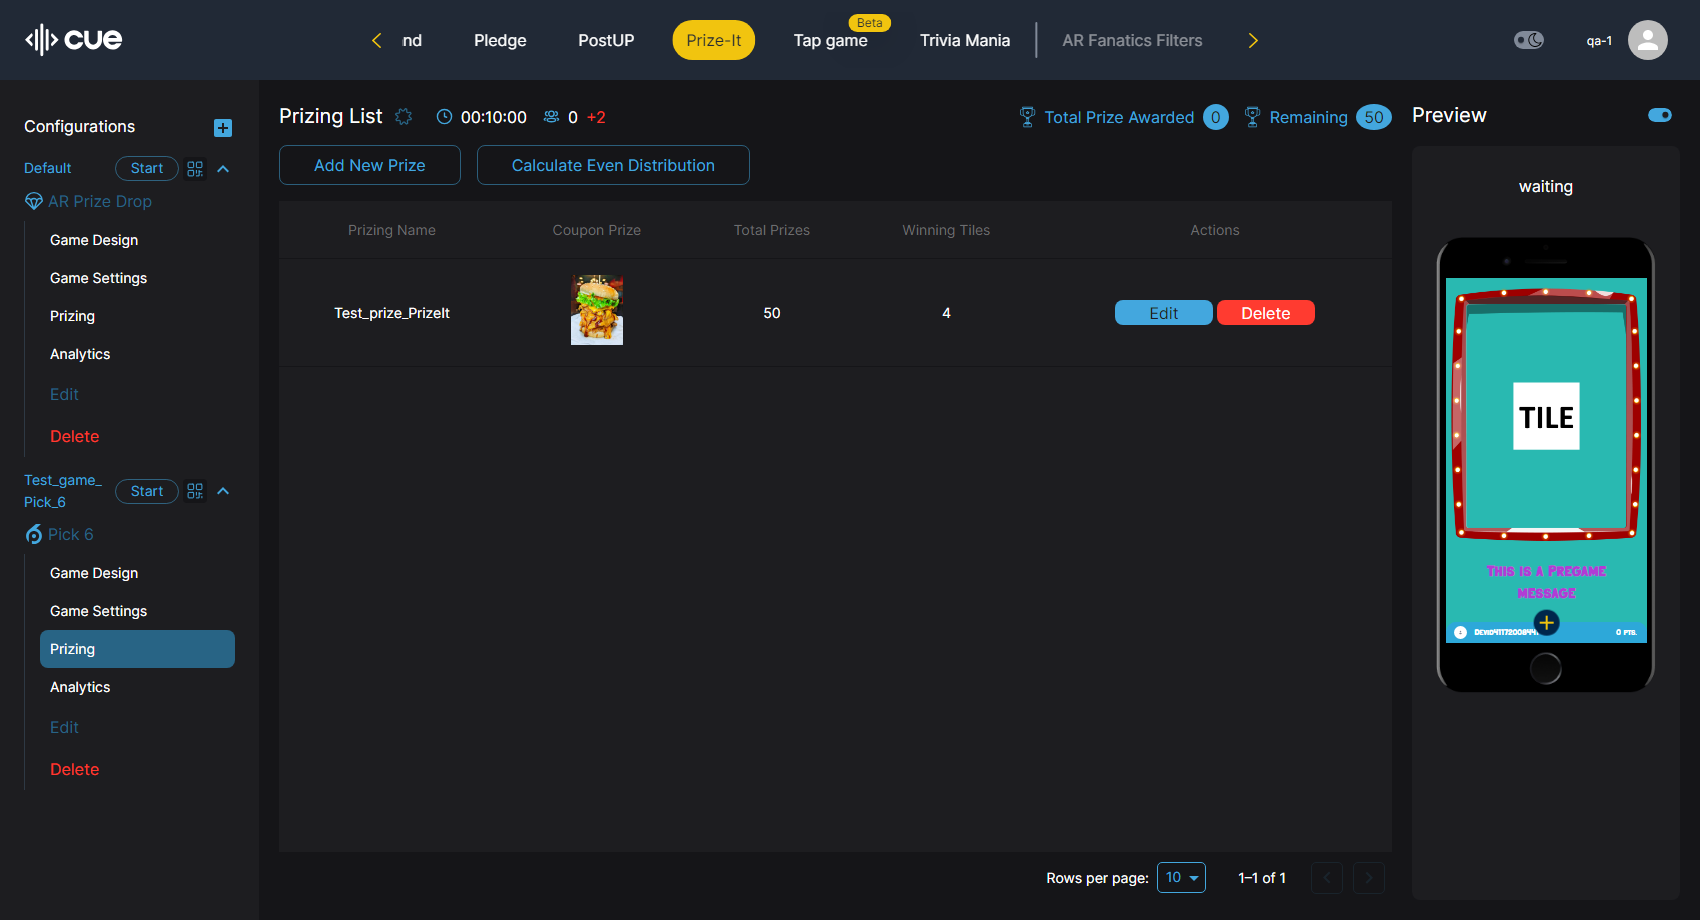 cue
nd
Pledge
PostUP
Prize-It
Beta
Tap game
Trivia Mania
AR Fanatics Filters
qa-1
Configurations
Default
Start
AR Prize Drop
Game Design
Game Settings
Prizing
Analytics
Edit
Delete
Test_game_
Pick_6
Start
Pick 6
Game Design
Game Settings
Prizing
Analytics
Edit
Delete
Prizing List
00:10:00
0 +2
Total Prize Awarded 0
Remaining 50
Add New Prize
Calculate Even Distribution
Prizing Name Coupon Prize Total Prizes Winning Tiles Actions
Test_prize_PrizeIt 50 4 Edit Delete
Rows per page: 10 1–1 of 1
Preview
waiting
TILE
THIS IS A PREGAME
MESSAGE
0 PTS.